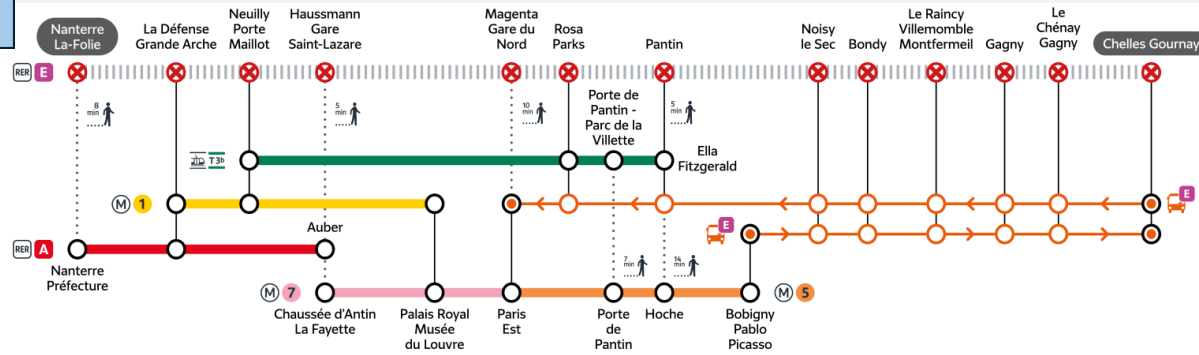 Nanterre
La-Folie
La Défense
Grande Arche
Neuilly
Porte
Maillot
Haussmann
Gare
Saint-Lazare
Magenta
Gare du
Nord
Rosa
Parks
Pantin
Noisy
le Sec
Bondy
Le Raincy
Villemomble
Montfermeil
Gagny
Le
Chénay
Gagny
Chelles Gournay
RER E
8
min
5
min
10
min
Porte de
Pantin -
Parc de la
Villette
5
min
T3b
Ella
Fitzgerald
M 1
E
RER A
Auber
E
Nanterre
Préfecture
7
min
14
min
M 7
M 5
Chaussée d'Antin
La Fayette
Palais Royal
Musée
du Louvre
Paris
Est
Porte
de
Pantin
Hoche
Bobigny
Pablo
Picasso